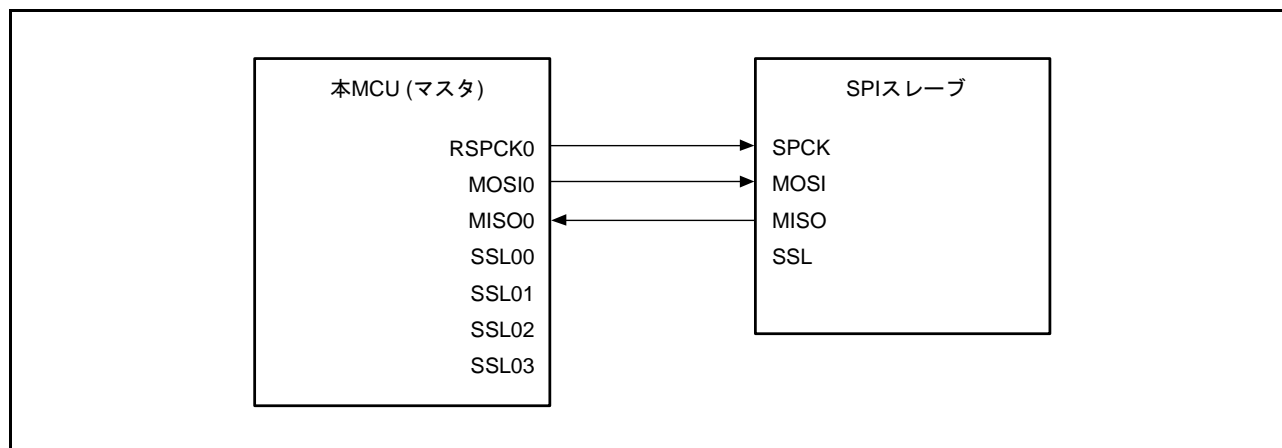 本MCU (マスタ)
RSPCK0
MOSI0
MISO0
SSL00
SSL01
SSL02
SSL03
SPIスレーブ
SPCK
MOSI
MISO
SSL